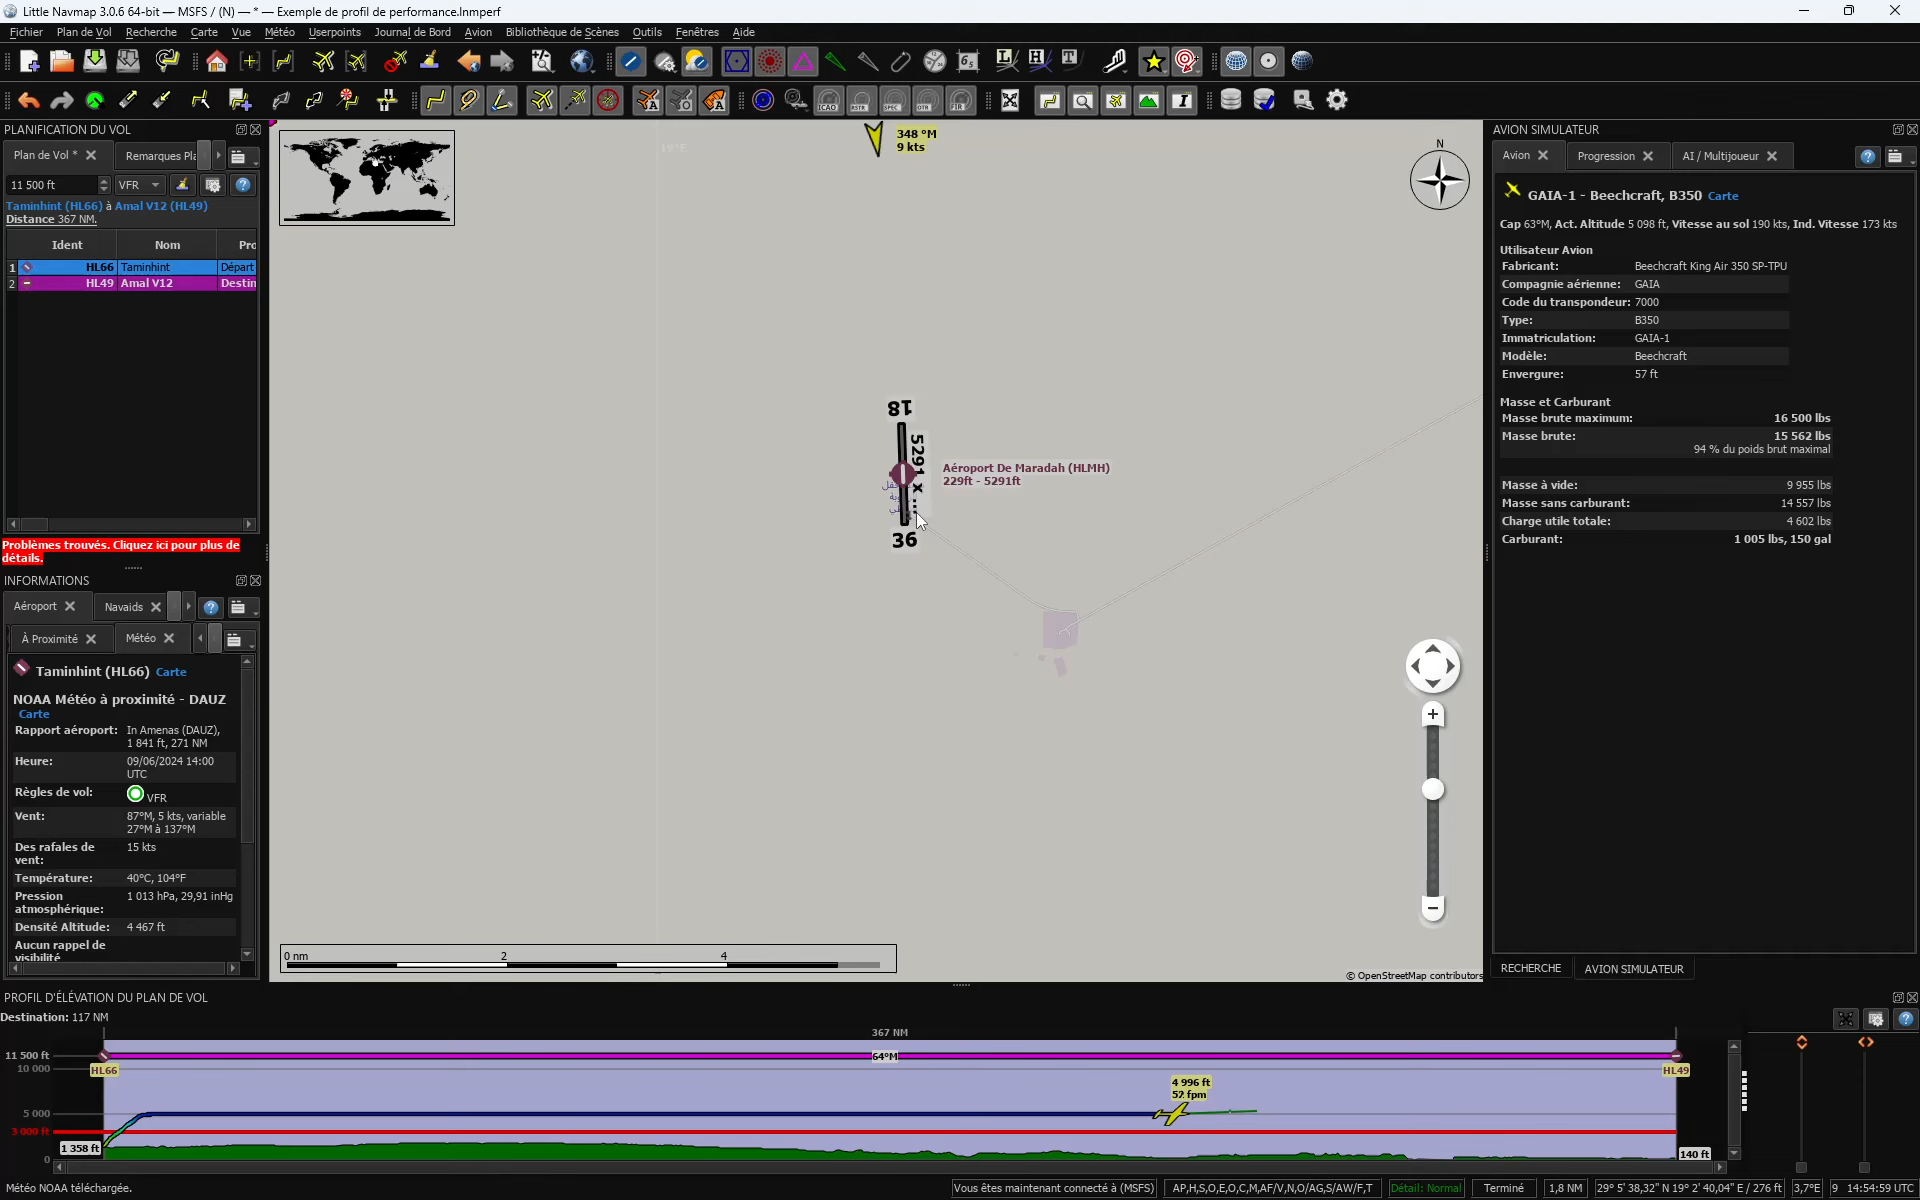 Little Navmap 3.0.6 64-bit — MSFS / (N) — * — Exemple de profil de performance.lnmperf
Fichier Plan de Vol Recherche Carte Vue Météo Userpoints Journal de Bord Avion Bibliothèque de Scènes Outils Fenêtres Aide
PLANIFICATION DU VOL
Plan de Vol * Remarques Pla
11 500 ft VFR
Taminhint (HL66) à Amal V12 (HL49)
Distance 367 NM.
Ident Nom Pro
1 HL66 Taminhint Départ
2 HL49 Amal V12 Destin
Problèmes trouvés. Cliquez ici pour plus de
détails.
INFORMATIONS
Aéroport Navaids
À Proximité Météo
Taminhint (HL66) Carte
NOAA Météo à proximité - DAUZ
Carte
Rapport aéroport: In Amenas (DAUZ),
1 841 ft, 271 NM
Heure: 09/06/2024 14:00
UTC
Règles de vol: VFR
Vent: 87°M, 5 kts, variable
27°M à 137°M
Des rafales de
vent: 15 kts
Température: 40°C, 104°F
Pression
atmosphérique: 1 013 hPa, 29,91 inHg
Densité Altitude: 4 467 ft
Aucun rappel de
visibilité
19°E
348 °M
9 kts
N
18
5291 x ...
36
Aéroport De Maradah (HLMH)
229ft - 5291ft
0 nm 2 4
© OpenStreetMap contributors
AVION SIMULATEUR
Avion Progression AI / Multijoueur
GAIA-1 - Beechcraft, B350 Carte
Cap 63°M, Act. Altitude 5 098 ft, Vitesse au sol 190 kts, Ind. Vitesse 173 kts
Utilisateur Avion
Fabricant: Beechcraft King Air 350 SP-TPU
Compagnie aérienne: GAIA
Code du transpondeur: 7000
Type: B350
Immatriculation: GAIA-1
Modèle: Beechcraft
Envergure: 57 ft
Masse et Carburant
Masse brute maximum: 16 500 lbs
Masse brute: 15 562 lbs
94 % du poids brut maximal
Masse à vide: 9 955 lbs
Masse sans carburant: 14 557 lbs
Charge utile totale: 4 602 lbs
Carburant: 1 005 lbs, 150 gal
RECHERCHE AVION SIMULATEUR
PROFIL D'ÉLÉVATION DU PLAN DE VOL
Destination: 117 NM
367 NM
11 500 ft
64°M
10 000
HL66
HL49
4 996 ft
52 fpm
5 000
3 000 ft
1 358 ft
140 ft
0
Météo NOAA téléchargée.
Vous êtes maintenant connecté à (MSFS) AP,H,S,O,E,O,C,M,AF/V,N,O/AG,S/AW/F,T Détail: Normal Terminé 1,8 NM 29° 5' 38,32" N 19° 2' 40,04" E / 276 ft 3,7°E 9 14:54:59 UTC